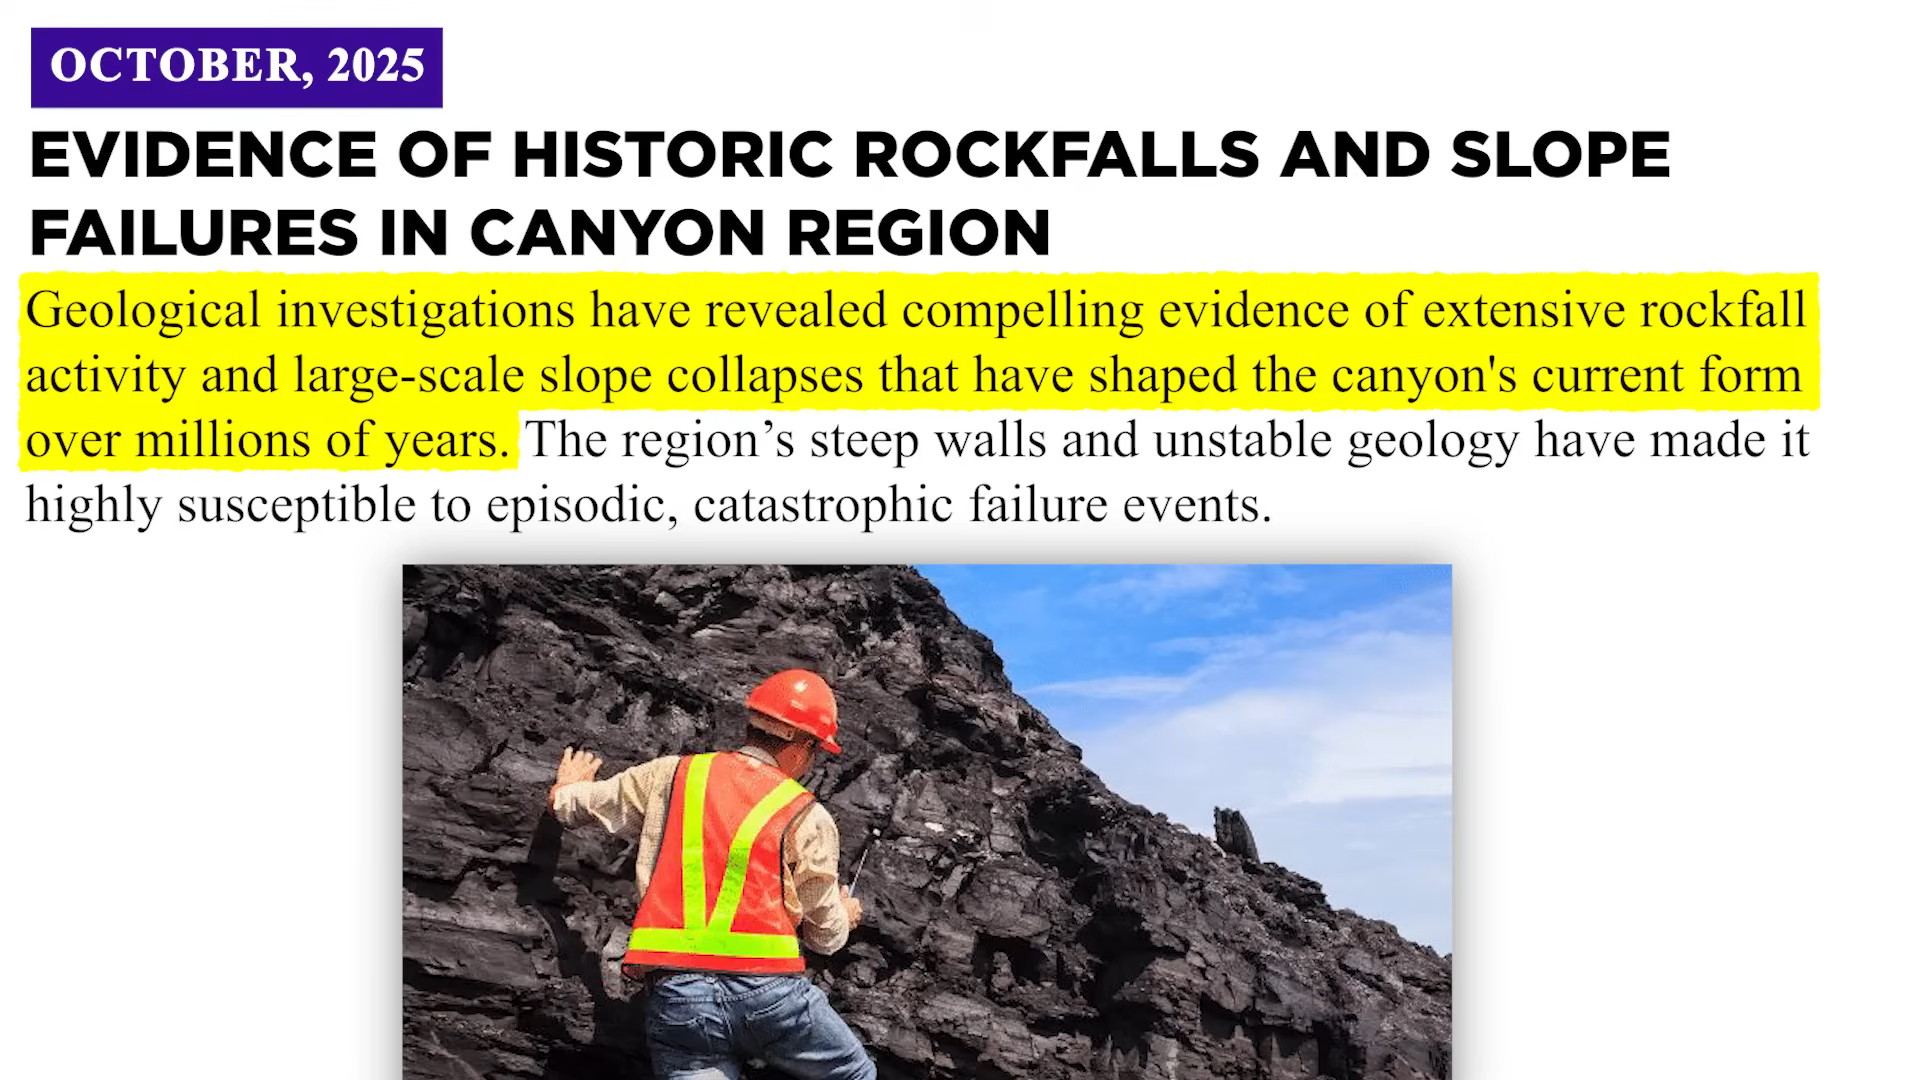 OCTOBER, 2025
EVIDENCE OF HISTORIC ROCKFALLS AND SLOPE
FAILURES IN CANYON REGION
Geological investigations have revealed compelling evidence of extensive rockfall
activity and large-scale slope collapses that have shaped the canyon's current form
over millions of years. The region’s steep walls and unstable geology have made it
highly susceptible to episodic, catastrophic failure events.